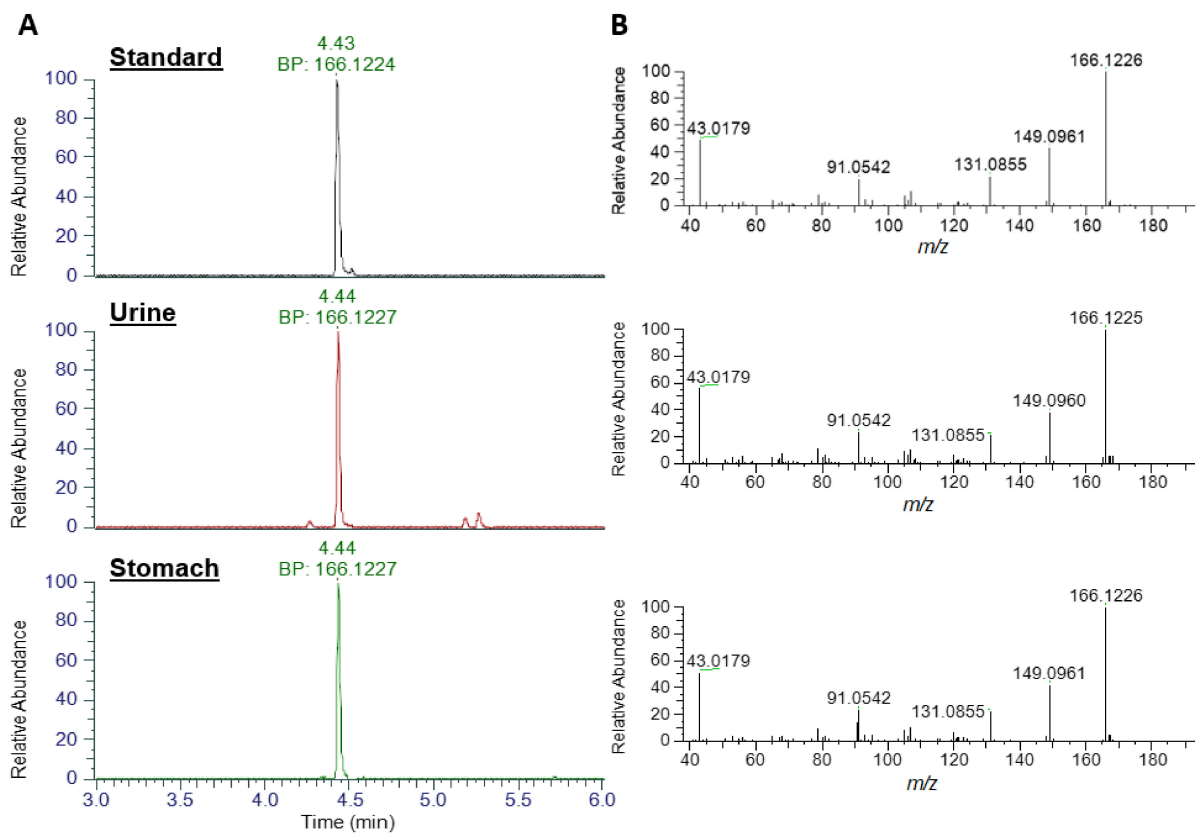 A
Standard
4.43
BP: 166.1224
100
80
60
40
20
0
Relative Abundance
Urine
4.44
BP: 166.1227
100
80
60
40
20
0
Relative Abundance
Stomach
4.44
BP: 166.1227
100
80
60
40
20
0
Relative Abundance
3.0 3.5 4.0 4.5 5.0 5.5 6.0
Time (min)
B
166.1226
100
80
60
40
20
0
Relative Abundance
43.0179
149.0961
91.0542
131.0855
40 60 80 100 120 140 160 180
m/z
166.1225
100
80
60
40
20
0
Relative Abundance
43.0179
149.0960
91.0542
131.0855
40 60 80 100 120 140 160 180
m/z
166.1226
100
80
60
40
20
0
Relative Abundance
43.0179
149.0961
91.0542
131.0855
40 60 80 100 120 140 160 180
m/z